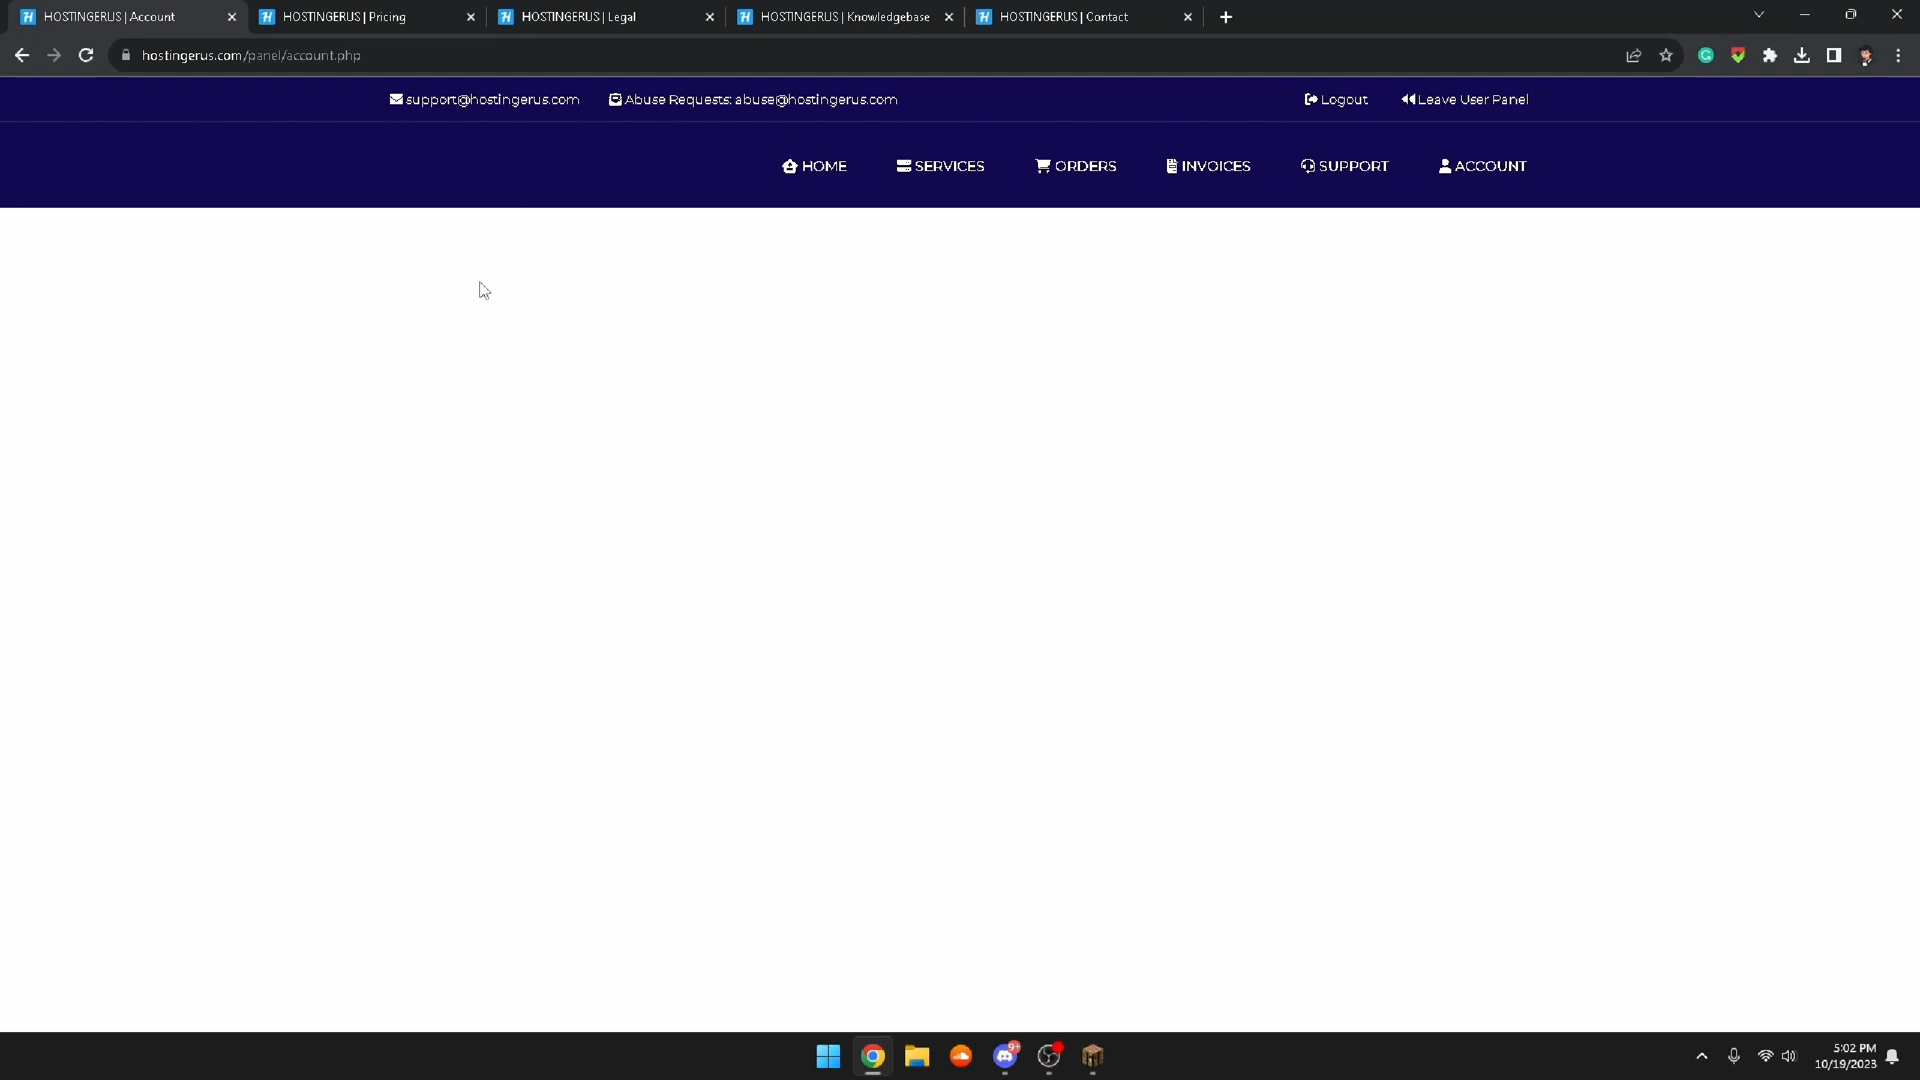 HOSTINGERUS | Account
HOSTINGERUS | Pricing
HOSTINGERUS | Legal
HOSTINGERUS | Knowledgebase
HOSTINGERUS | Contact
hostingerus.com/panel/account.php
support@hostingerus.com
Abuse Requests: abuse@hostingerus.com
Logout
Leave User Panel
HOME
SERVICES
ORDERS
INVOICES
SUPPORT
ACCOUNT
9+
5:02 PM
10/19/2023